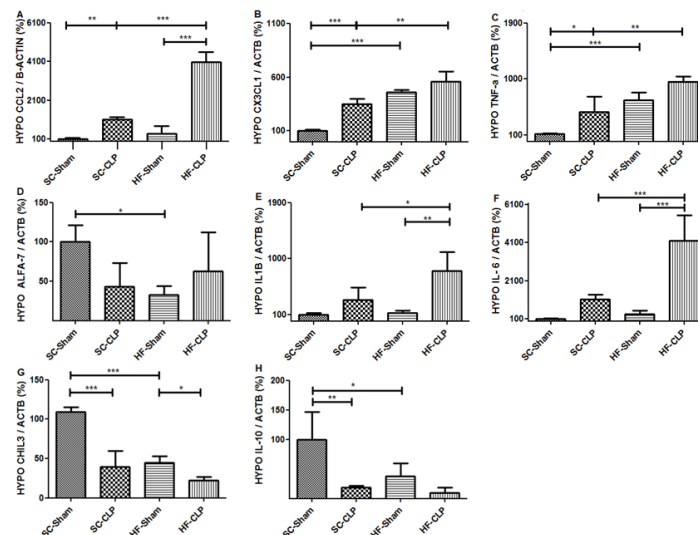 A
HYPO CCL2 / B-ACTIN (%)
6100
4100
2100
100
** ***
***
SC-Sham
SC-CLP
HF-Sham
HF-CLP
B
HYPO CX3CL1 / ACTB (%)
1100
600
100
*** **
***
SC-Sham
SC-CLP
HF-Sham
HF-CLP
C
HYPO TNF-a / ACTB (%)
1900
1000
100
* **
***
SC-Sham
SC-CLP
HF-Sham
HF-CLP
D
HYPO ALFA-7 / ACTB (%)
150
100
50
*
SC-Sham
SC-CLP
HF-Sham
HF-CLP
E
HYPO IL1B / ACTB (%)
1000
100
*
**
SC-Sham
SC-CLP
HF-Sham
HF-CLP
F
HYPO IL- 6 / ACTB (%)
6100
4100
2100
100
***
***
SC-Sham
SC-CLP
HF-Sham
HF-CLP
G
HYPO CHIL3 / ACTB (%)
150
100
50
0
***
*** *
SC-Sham
SC-CLP
HF-Sham
HF-CLP
H
HYPO IL-10 / ACTB (%)
200
100
*
**
SC-Sham
SC-CLP
HF-Sham
HF-CLP